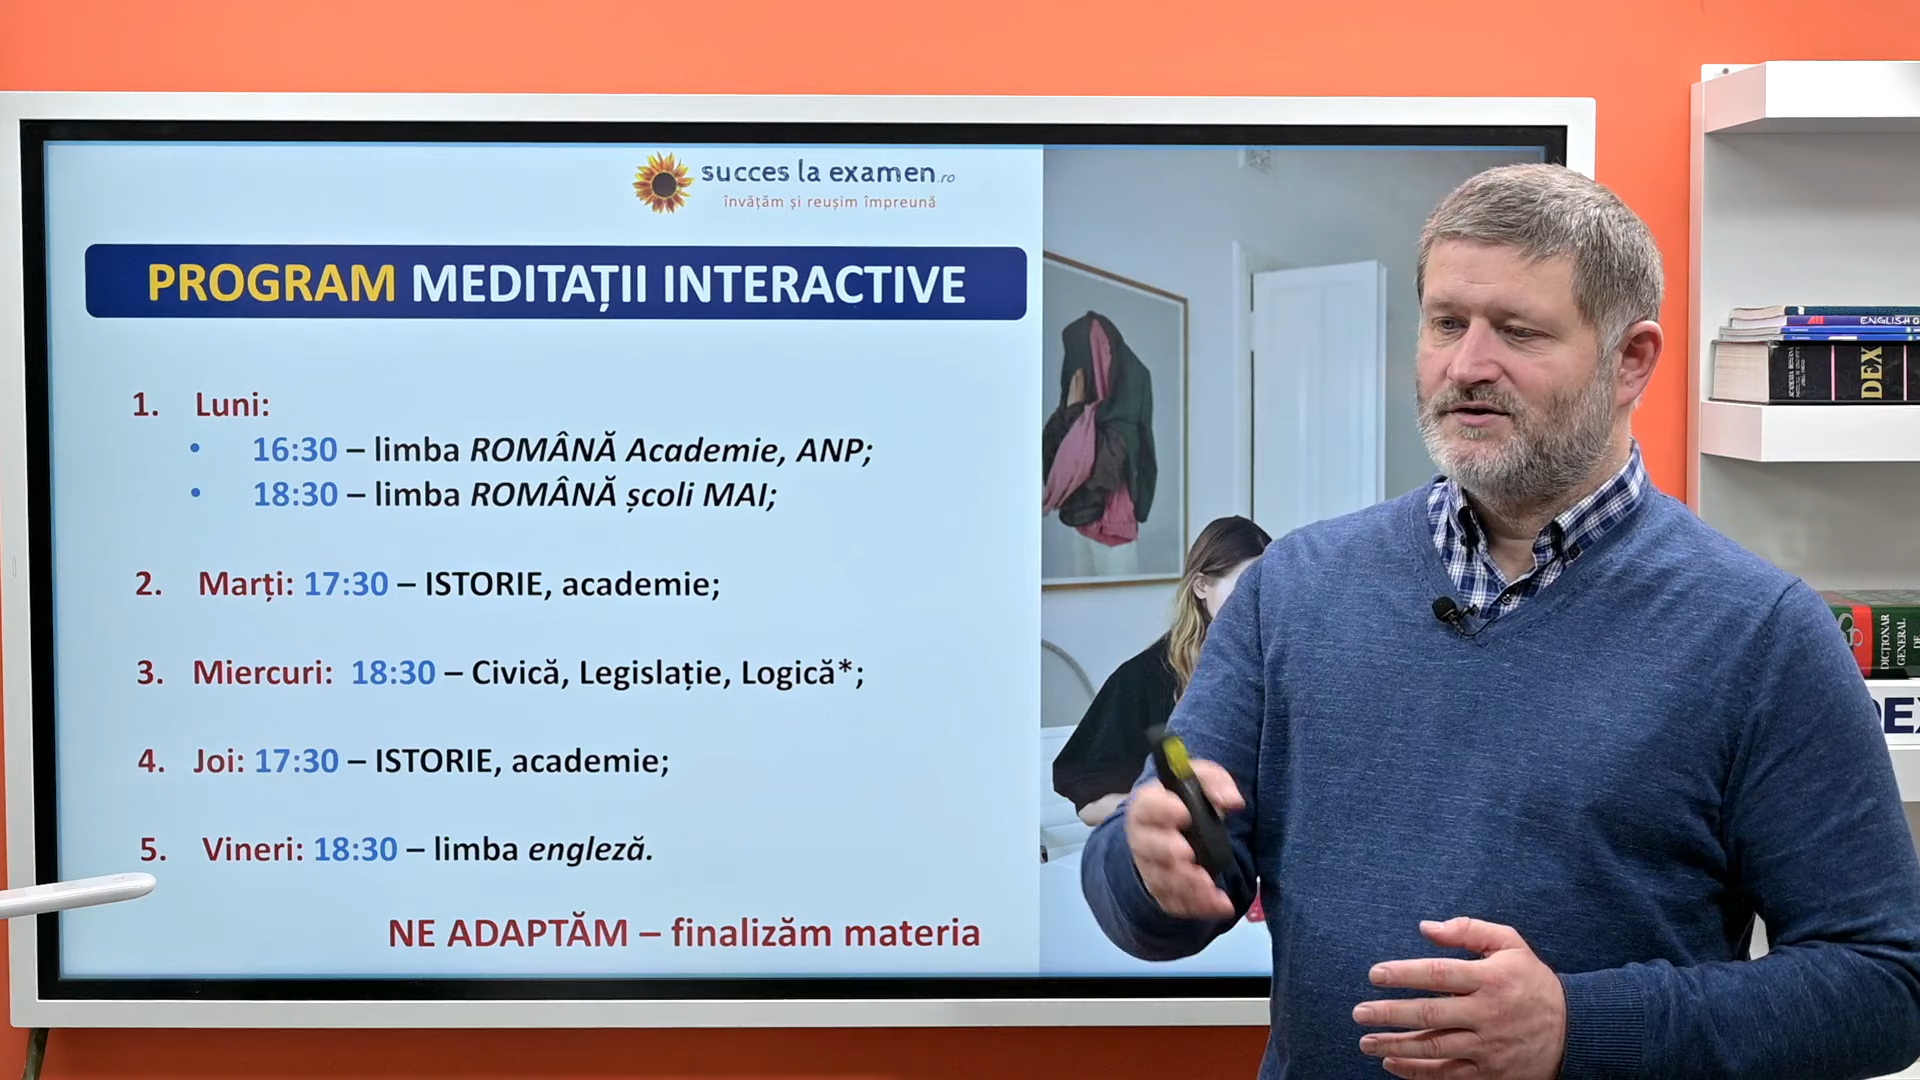 succes la examen.ro
învățăm și reușim împreună
PROGRAM MEDITAȚII INTERACTIVE
1. Luni:
• 16:30 – limba ROMÂNĂ Academie, ANP;
• 18:30 – limba ROMÂNĂ școli MAI;
2. Marți: 17:30 – ISTORIE, academie;
3. Miercuri: 18:30 – Civică, Legislație, Logică*;
4. Joi: 17:30 – ISTORIE, academie;
5. Vineri: 18:30 – limba engleză.
NE ADAPTĂM – finalizăm materia
ENGLISH G
DEX
DICȚIONAR
GENERAL
DE
DEX